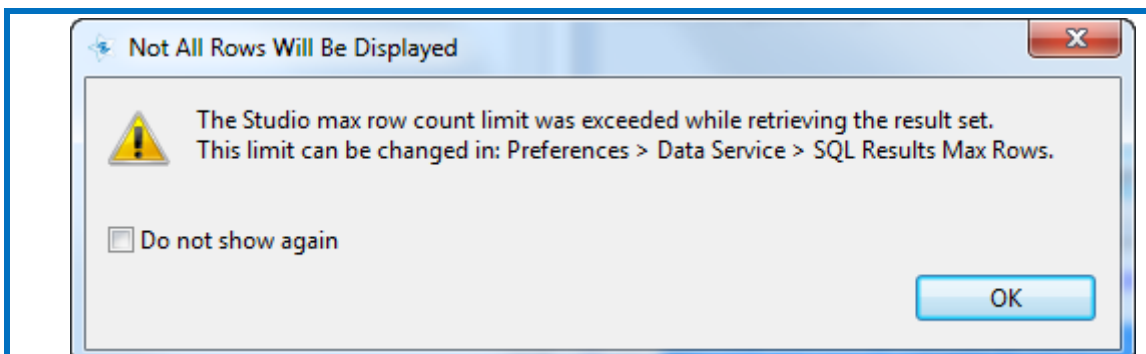 Not All Rows Will Be Displayed
The Studio max row count limit was exceeded while retrieving the result set.
This limit can be changed in: Preferences > Data Service > SQL Results Max Rows.
Do not show again
OK